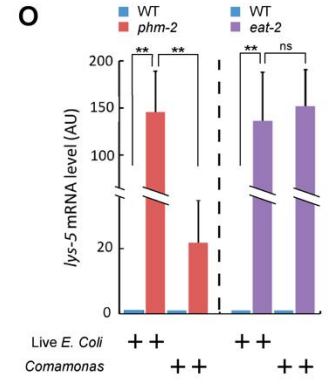 O
WT WT
phm-2 eat-2
** ** ** ns
200
150
100
20
0
lys-5 mRNA level (AU)
Live E. Coli + + + +
Comamonas + + + +